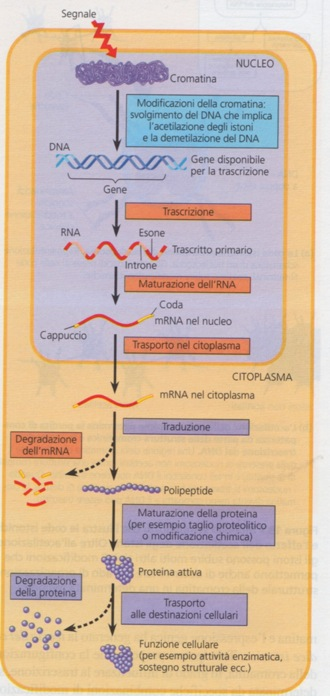 Segnale
NUCLEO
Cromatina
Modificazioni della cromatina:
svolgimento del DNA che implica
l'acetilazione degli istoni
e la demetilazione del DNA
DNA
Gene disponibile
per la trascrizione
Gene
Trascrizione
RNA
Esone
Trascritto primario
Introne
Maturazione dell'RNA
Coda
mRNA nel nucleo
Cappuccio
Trasporto nel citoplasma
CITOPLASMA
mRNA nel citoplasma
Traduzione
Degradazione
dell'mRNA
Polipeptide
Maturazione della proteina
(per esempio taglio proteolitico
o modificazione chimica)
Proteina attiva
Degradazione
della proteina
Trasporto
alle destinazioni cellulari
Funzione cellulare
(per esempio attività enzimatica,
sostegno strutturale ecc.)